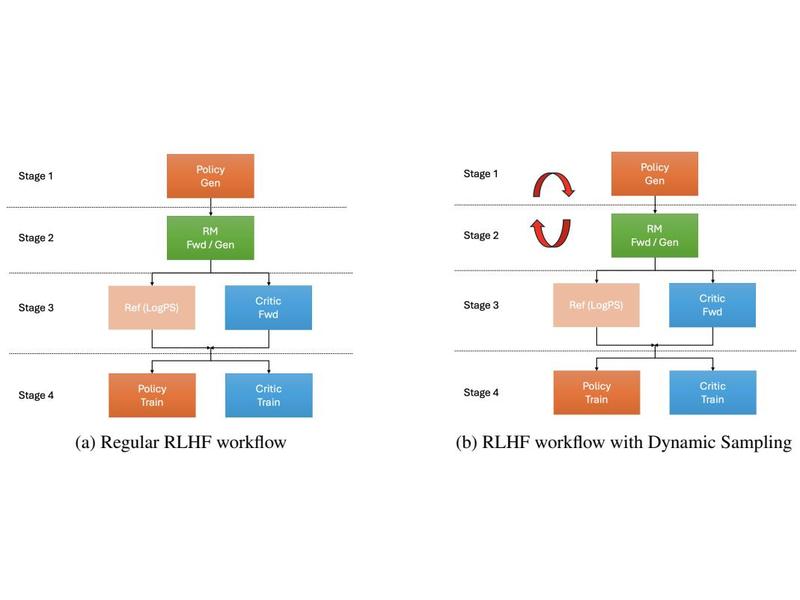 Stage 1
Policy
Gen
Stage 2
RM
Fwd / Gen
Stage 3
Ref (LogPS)
Critic
Fwd
Stage 4
Policy
Train
Critic
Train
(a) Regular RLHF workflow
Stage 1
Policy
Gen
Stage 2
RM
Fwd / Gen
Stage 3
Ref (LogPS)
Critic
Fwd
Stage 4
Policy
Train
Critic
Train
(b) RLHF workflow with Dynamic Sampling